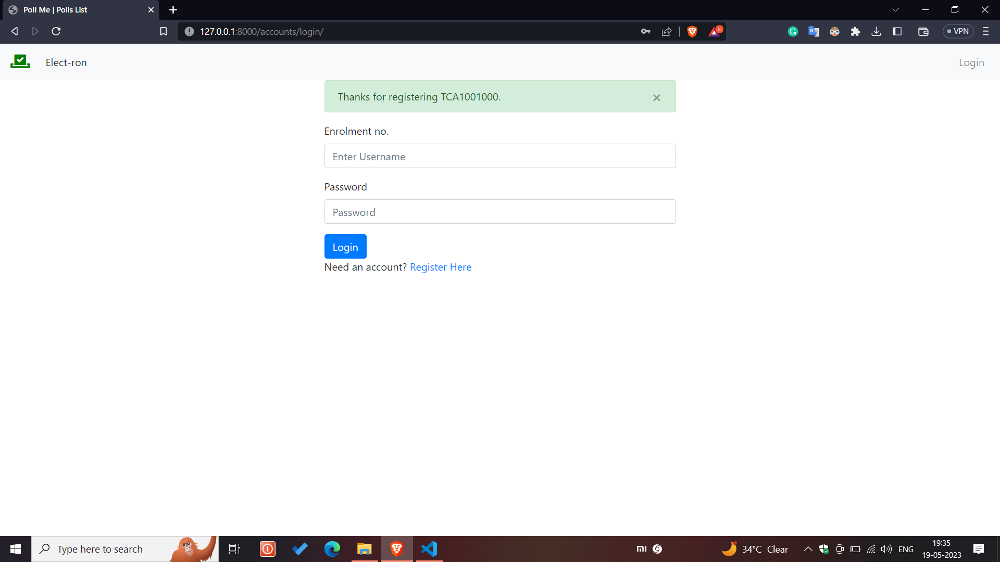 Poll Me | Polls List
127.0.0.1:8000/accounts/login/
8
VPN
Elect-ron
Login
Thanks for registering TCA1001000.
Enrolment no.
Enter Username
Password
Password
Login
Need an account? Register Here
Type here to search
34°C Clear
ENG
19:35
19-05-2023